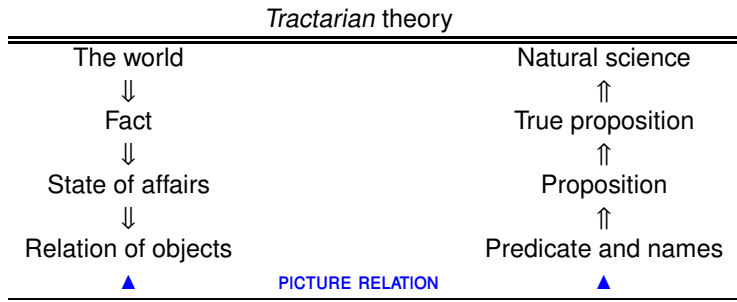 Tractarian theory
The world Natural science
⇓ ⇑
Fact True proposition
⇓ ⇑
State of affairs Proposition
⇓ ⇑
Relation of objects Predicate and names
▲ PICTURE RELATION ▲